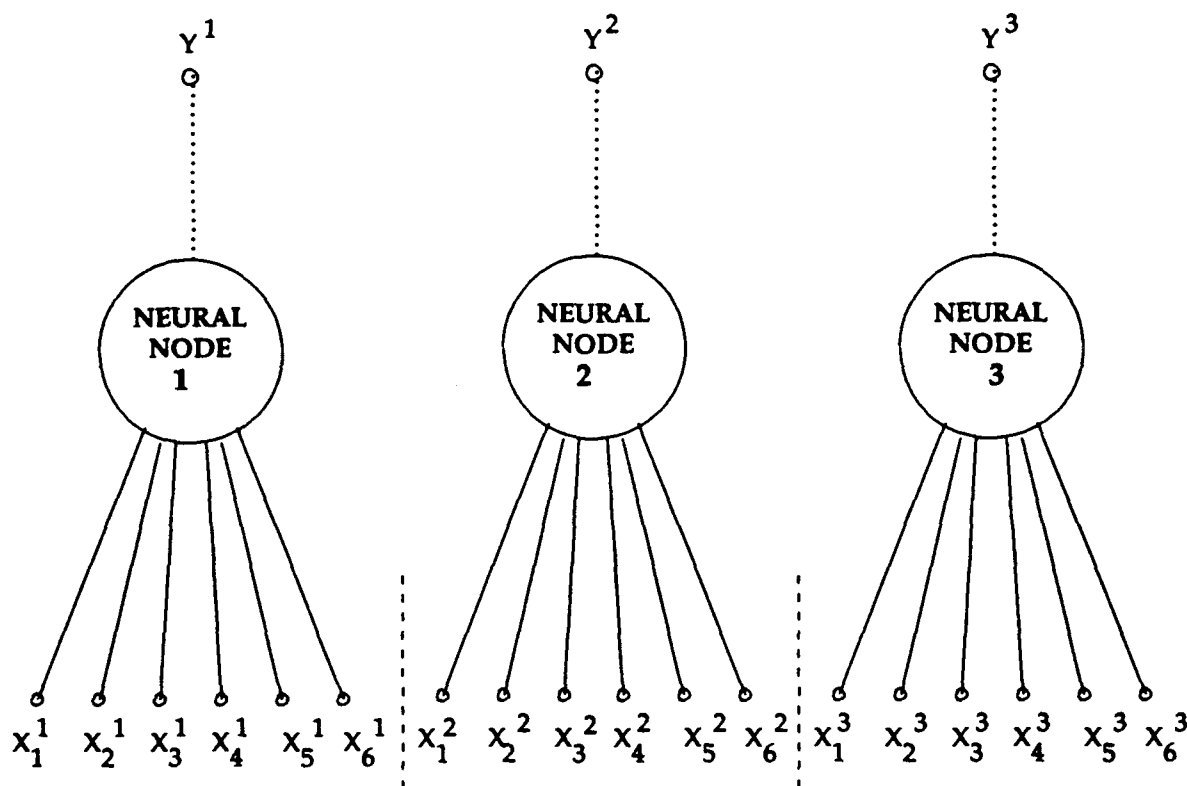 Y^1 Y^2 Y^3
NEURAL NODE 1
NEURAL NODE 2
NEURAL NODE 3
X_1^1 X_2^1 X_3^1 X_4^1 X_5^1 X_6^1 X_1^2 X_2^2 X_3^2 X_4^2 X_5^2 X_6^2 X_1^3 X_2^3 X_3^3 X_4^3 X_5^3 X_6^3